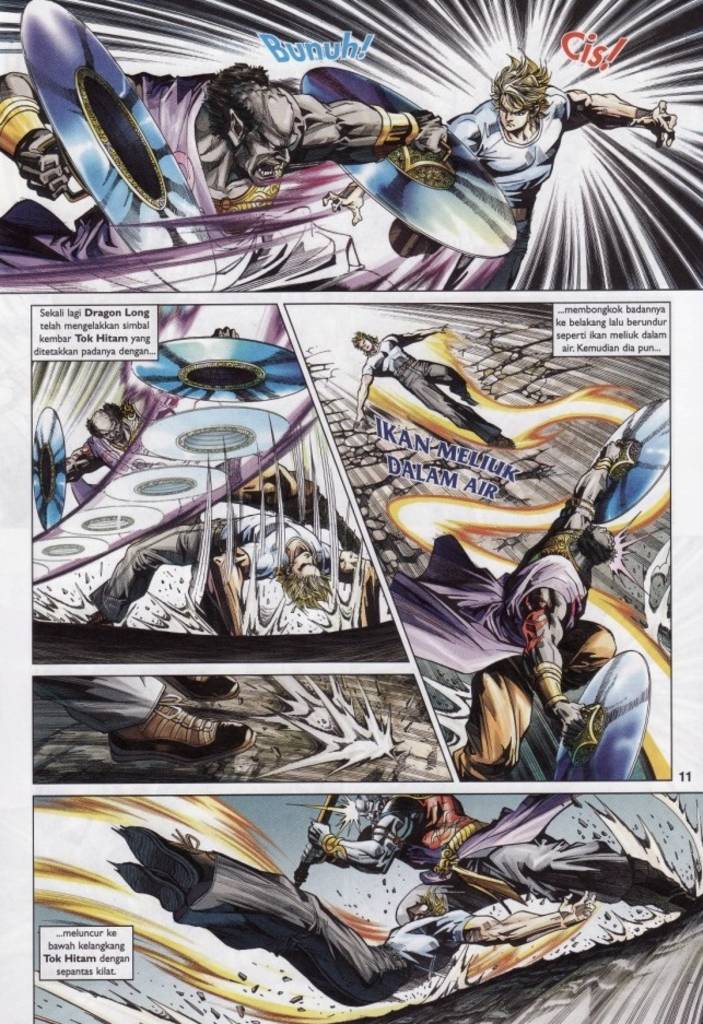 Bunuh!
Cis!
Sekali lagi Dragon Long
telah mengelakkan simbal
kembar Tok Hitam yang
ditetakkan padanya dengan...
...membongkok badannya
ke belakang lalu berundur
seperti ikan meliuk dalam
air. Kemudian dia pun...
IKAN MELIUK
DALAM AIR
11
...meluncur ke
bawah kelangkang
Tok Hitam dengan
sepantas kilat.